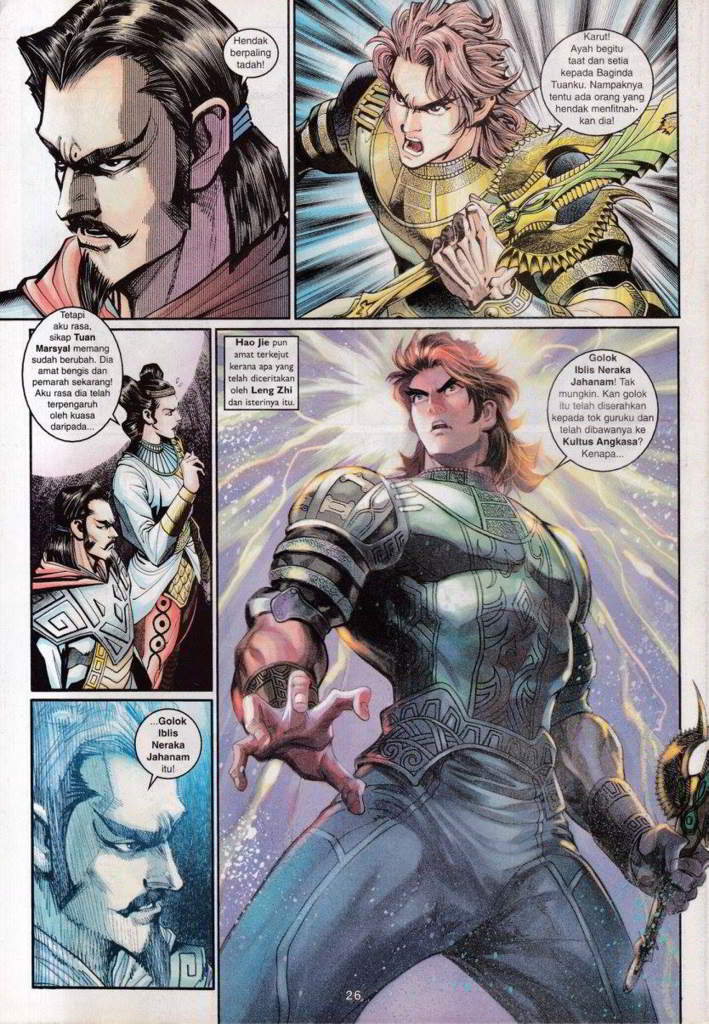 Hendak
berpaling
tadah!
Karut!
Ayah begitu
taat dan setia
kepada Baginda
Tuanku. Nampaknya
tentu ada orang yang
hendak menfitnah-
kan dia!
Tetapi
aku rasa,
sikap Tuan
Marsyal memang
sudah berubah. Dia
amat bengis dan
pemarah sekarang!
Aku rasa dia telah
terpengaruh
oleh kuasa
daripada...
Hao Jie pun
amat terkejut
kerana apa yang
telah diceritakan
oleh Leng Zhi
dan isterinya itu.
Golok
Iblis Neraka
Jahanam! Tak
mungkin. Kan golok
itu telah diserahkan
kepada tok guruku dan
telah dibawanya ke
Kultus Angkasa?
Kenapa...
...Golok
Iblis
Neraka
Jahanam
itu!
26